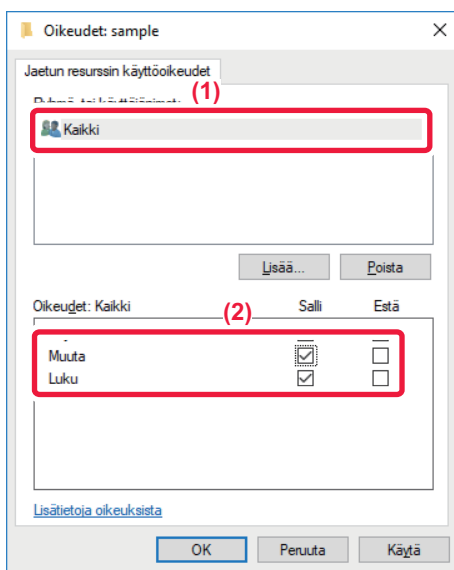 Oikeudet: sample
Jaetun resurssin käyttöoikeudet
(1)
Kaikki
Lisää...
Poista
Oikeudet: Kaikki
(2)
Salli
Estä
Muuta
Luku
Lisätietoja oikeuksista
OK
Peruuta
Käytä